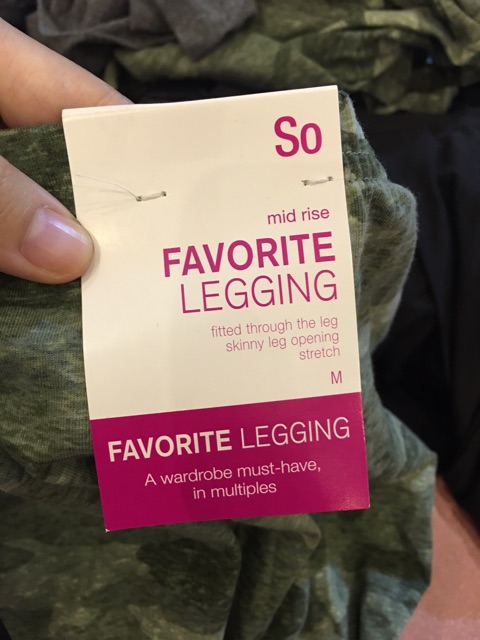 So
mid rise
FAVORITE
LEGGING
fitted through the leg
skinny leg opening
stretch
M
FAVORITE LEGGING
A wardrobe must-have,
in multiples